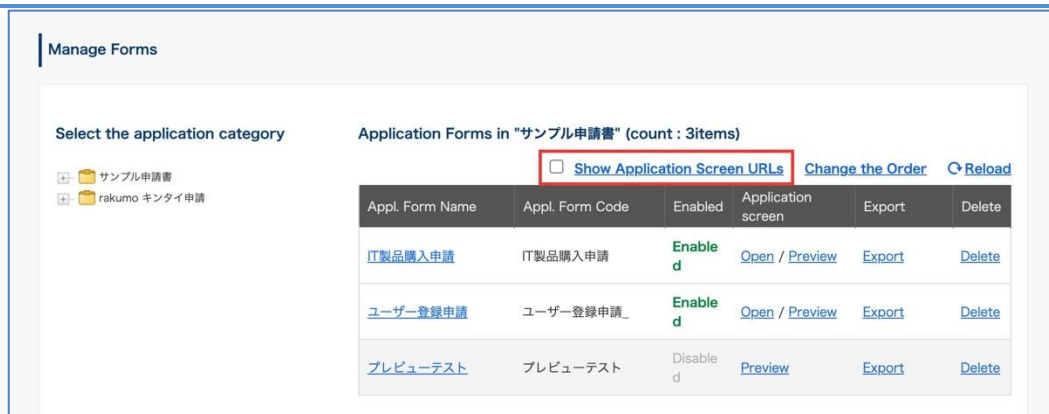 Manage Forms
Select the application category
サンプル申請書
rakumo キンタイ申請
Application Forms in "サンプル申請書" (count : 3items)
Show Application Screen URLs Change the Order Reload
Appl. Form Name Appl. Form Code Enabled Application screen Export Delete
IT製品購入申請 IT製品購入申請 Enabled Open / Preview Export Delete
ユーザー登録申請 ユーザー登録申請_ Enabled Open / Preview Export Delete
プレビューテスト プレビューテスト Disabled Preview Export Delete